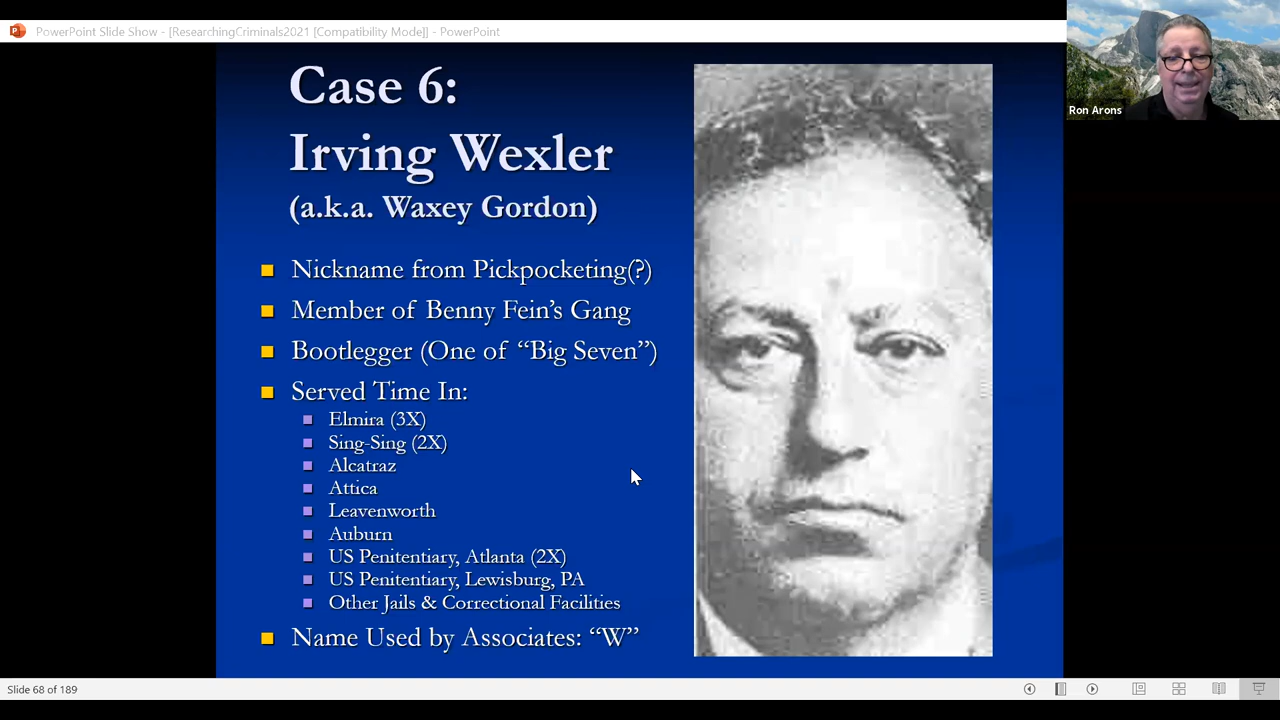 PowerPoint Slide Show - [ResearchingCriminals2021 [Compatibility Mode]] - PowerPoint
Ron Arons
Case 6:
Irving Wexler
(a.k.a. Waxey Gordon)
Nickname from Pickpocketing(?)
Member of Benny Fein’s Gang
Bootlegger (One of “Big Seven”)
Served Time In:
Elmira (3X)
Sing-Sing (2X)
Alcatraz
Attica
Leavenworth
Auburn
US Penitentiary, Atlanta (2X)
US Penitentiary, Lewisburg, PA
Other Jails & Correctional Facilities
Name Used by Associates: “W”
Slide 68 of 189